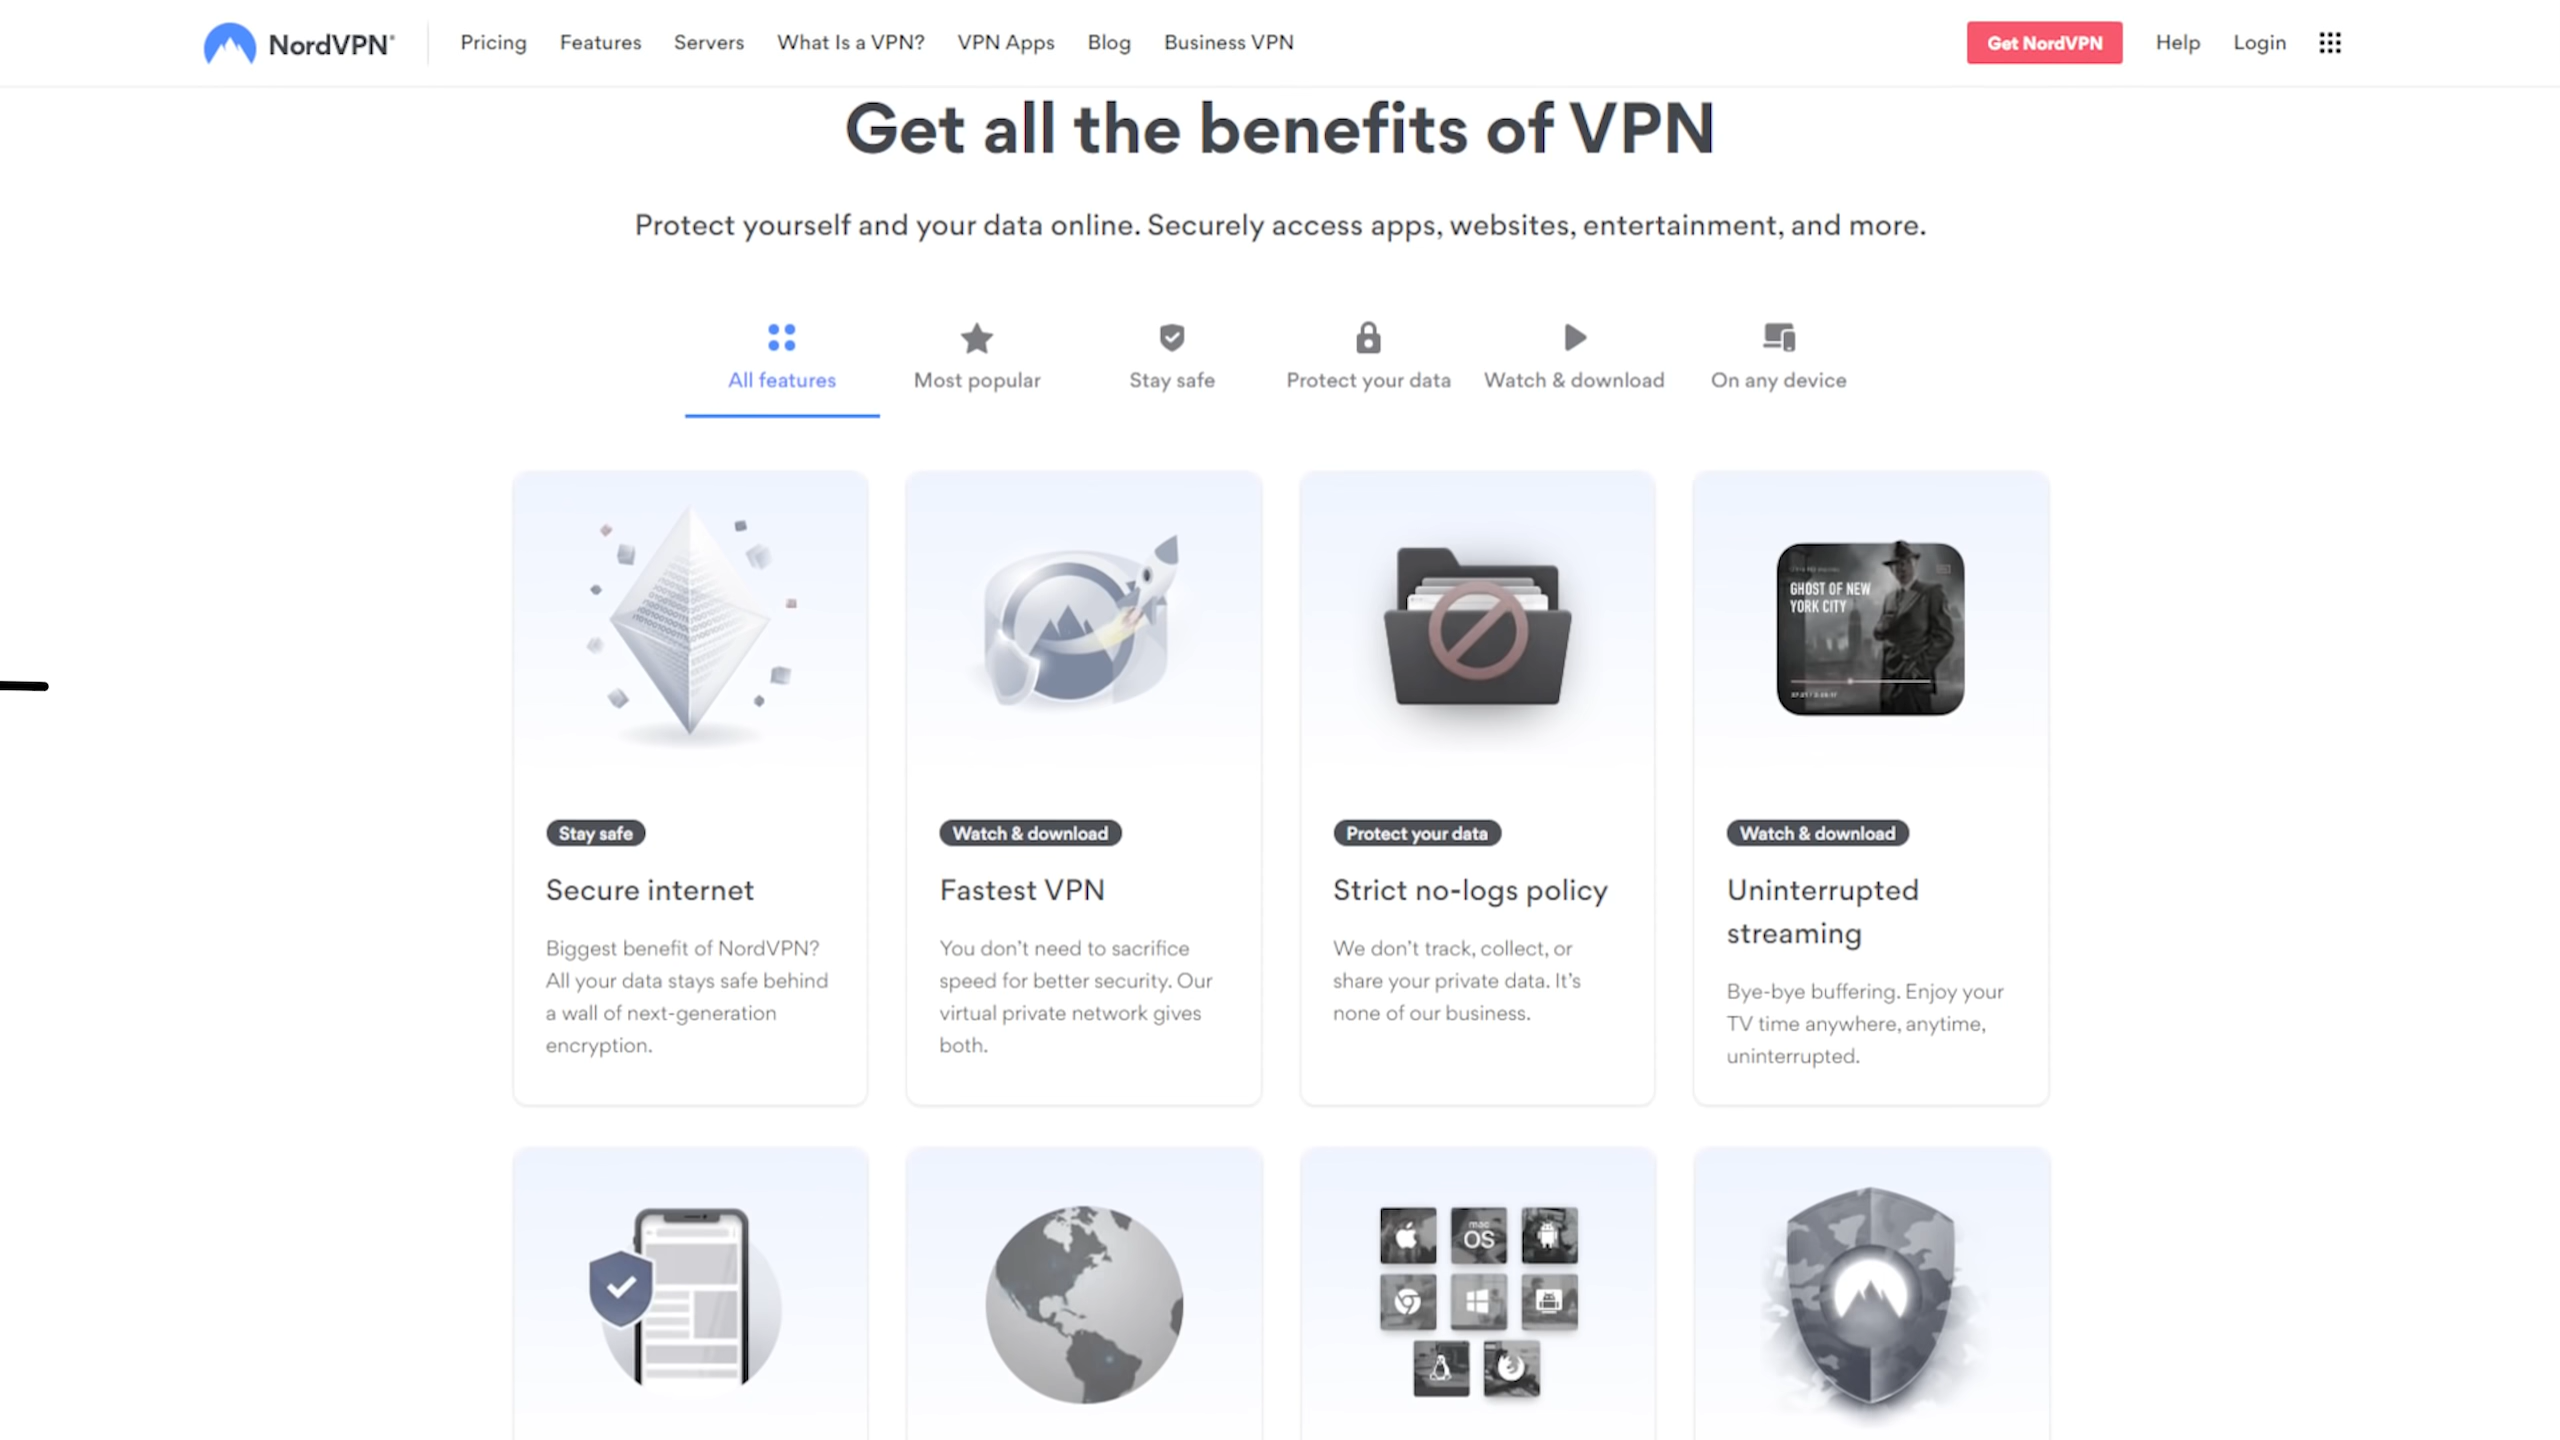 NordVPN®
Pricing
Features
Servers
What Is a VPN?
VPN Apps
Blog
Business VPN
Get NordVPN
Help
Login
Get all the benefits of VPN
Protect yourself and your data online. Securely access apps, websites, entertainment, and more.
All features
Most popular
Stay safe
Protect your data
Watch & download
On any device
GHOST OF NEW
YORK CITY
Stay safe
Secure internet
Biggest benefit of NordVPN?
All your data stays safe behind
a wall of next-generation
encryption.
Watch & download
Fastest VPN
You don't need to sacrifice
speed for better security. Our
virtual private network gives
both.
Protect your data
Strict no-logs policy
We don't track, collect, or
share your private data. It's
none of our business.
Watch & download
Uninterrupted
streaming
Bye-bye buffering. Enjoy your
TV time anywhere, anytime,
uninterrupted.
mac
OS